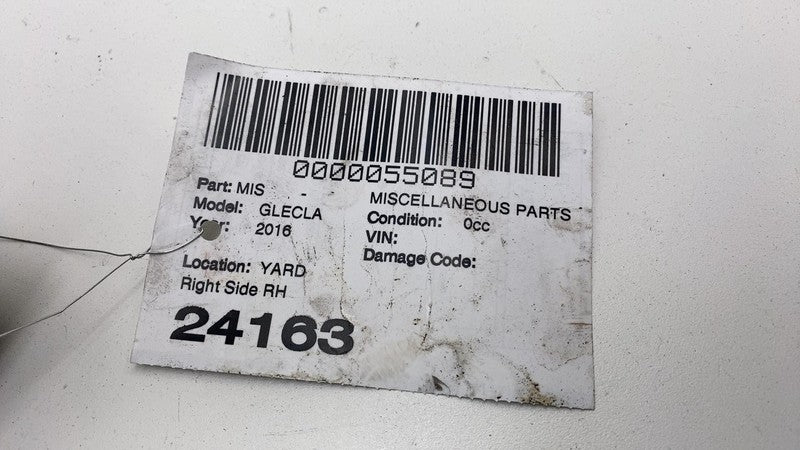 0000055089
Part: MIS - MISCELLANEOUS PARTS
Model: GLECLA Condition: 0cc
Year: 2016 VIN:
Damage Code:
Location: YARD
Right Side RH
24163